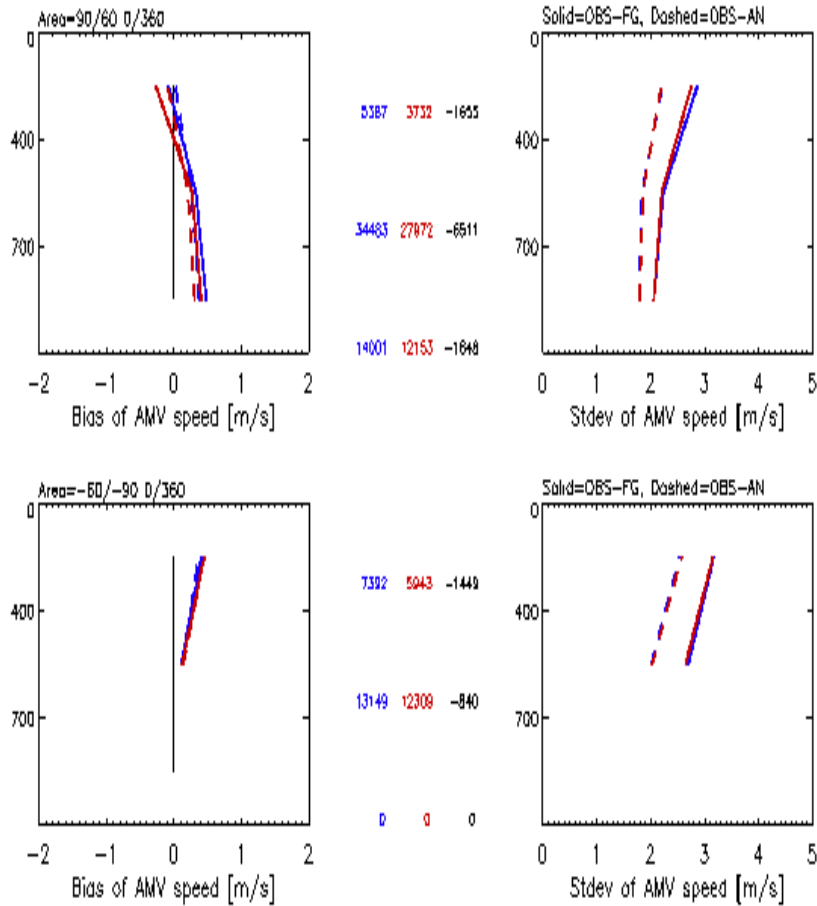 Area=90/60 0/360
Solid=OBS-FG, Dashed=OBS-AN
0
400
700
5387 3732 -1655
34483 27972 -6511
14001 12153 -1848
0
400
700
-2 -1 0 1 2
Bias of AMV speed [m/s]
0 1 2 3 4 5
Stdev of AMV speed [m/s]
Area=-60/-90 0/360
Solid=OBS-FG, Dashed=OBS-AN
0
400
700
7392 5943 -1449
13149 12309 -840
0 0 0
0
400
700
-2 -1 0 1 2
Bias of AMV speed [m/s]
0 1 2 3 4 5
Stdev of AMV speed [m/s]